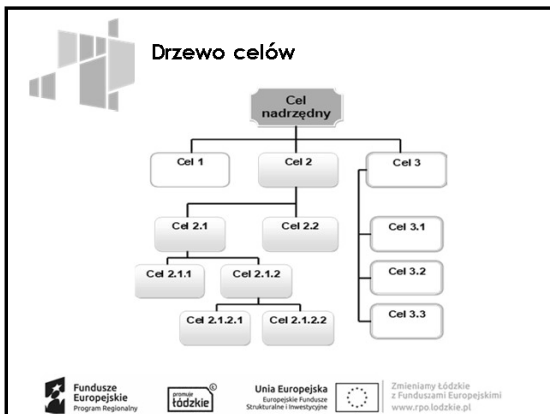 Drzewo celów
Cel
nadrzędny
Cel 1
Cel 2
Cel 3
Cel 2.1
Cel 2.2
Cel 3.1
Cel 2.1.1
Cel 2.1.2
Cel 3.2
Cel 2.1.2.1
Cel 2.1.2.2
Cel 3.3
Fundusze
Europejskie
Program Regionalny
promuje
Łódzkie
Unia Europejska
Europejskie Fundusze
Strukturalne i Inwestycyjne
Zmieniamy Łódzkie
z Funduszami Europejskimi
www.rpo.lodzkie.pl